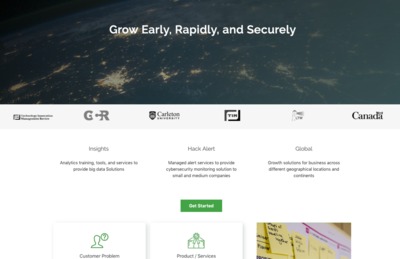 Grow Early, Rapidly, and Securely
Technology Innovation
Management Review
Carleton
UNIVERSITY
TIM
Canada
Insights
Hack Alert
Global
Analytics training, tools, and services to
provide big data Solutions
Managed alert services to provide
cybersecurity monitoring solution to
small and medium companies
Growth solutions for business across
different geographical locations and
continents
Get Started
Customer Problem
Product / Services